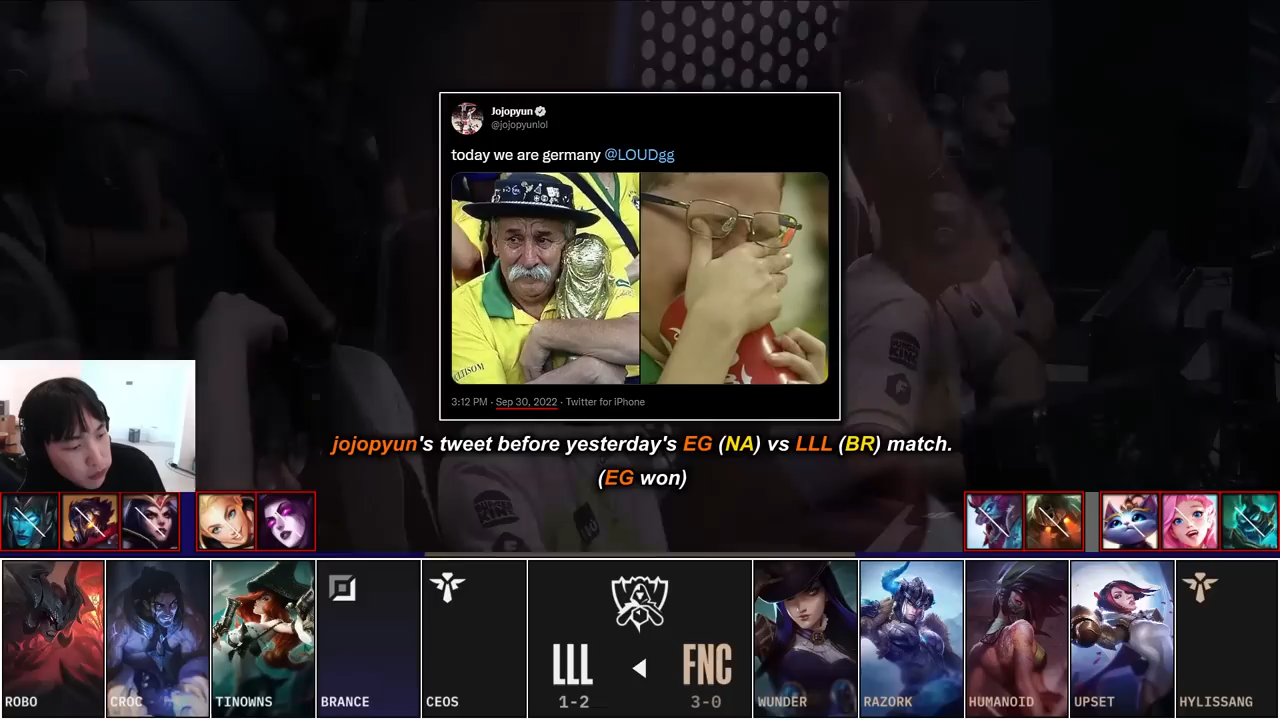 Jojopyun
@jojopyunlol
today we are germany @LOUDgg
3:12 PM · Sep 30, 2022 · Twitter for iPhone
jojopyun's tweet before yesterday's EG (NA) vs LLL (BR) match.
(EG won)
LLL
FNC
1-2
3-0
ROBO
CROC
TINOWNS
BRANCE
CEOS
WUNDER
RAZORK
HUMANOID
UPSET
HYLISSANG